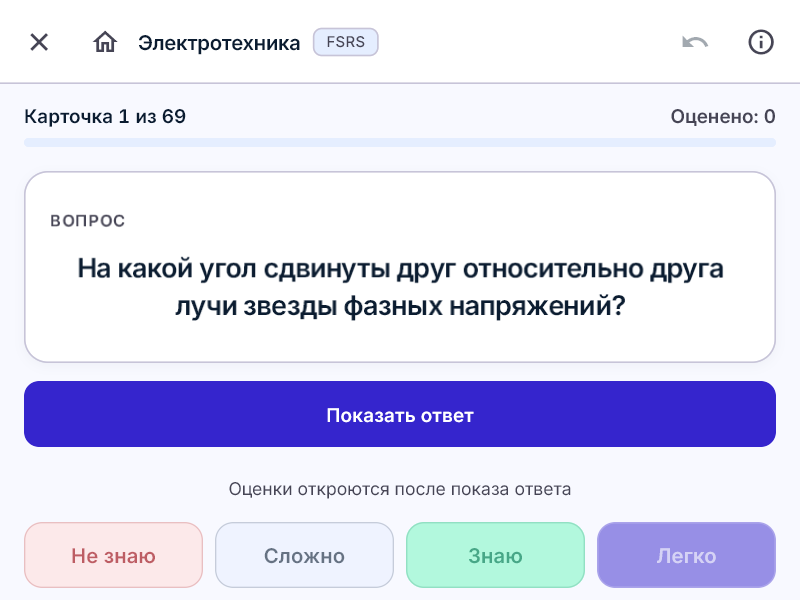 Электротехника
FSRS
Карточка 1 из 69
Оценено: 0
ВОПРОС
На какой угол сдвинуты друг относительно друга
лучи звезды фазных напряжений?
Показать ответ
Оценки откроются после показа ответа
Не знаю
Сложно
Знаю
Легко